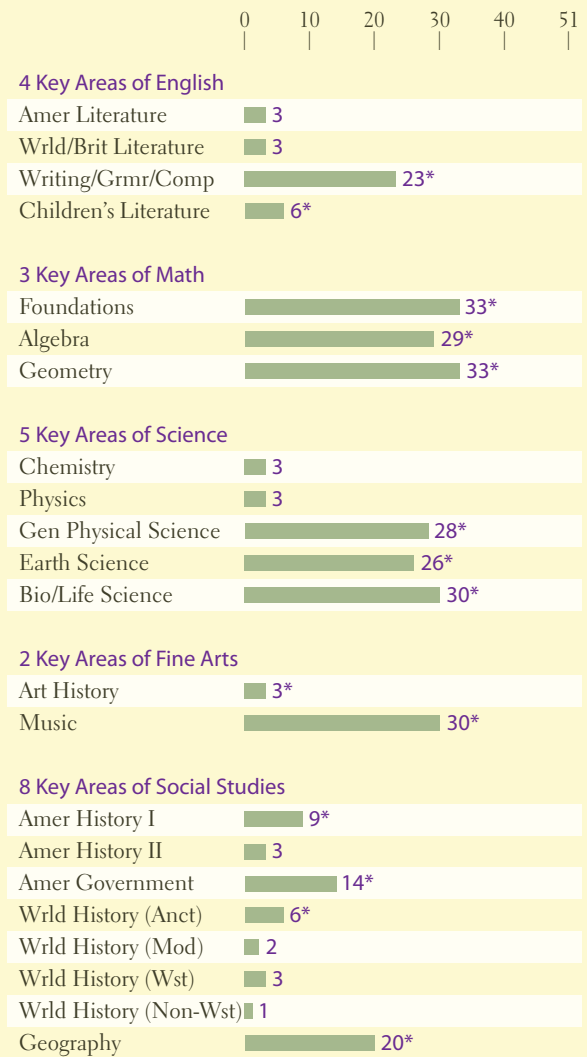 0 10 20 30 40 51
4 Key Areas of English
Amer Literature 3
Wrld/Brit Literature 3
Writing/Grmr/Comp 23*
Children's Literature 6*
3 Key Areas of Math
Foundations 33*
Algebra 29*
Geometry 33*
5 Key Areas of Science
Chemistry 3
Physics 3
Gen Physical Science 28*
Earth Science 26*
Bio/Life Science 30*
2 Key Areas of Fine Arts
Art History 3*
Music 30*
8 Key Areas of Social Studies
Amer History I 9*
Amer History II 3
Amer Government 14*
Wrld History (Anct) 6*
Wrld History (Mod) 2
Wrld History (Wst) 3
Wrld History (Non-Wst) 1
Geography 20*